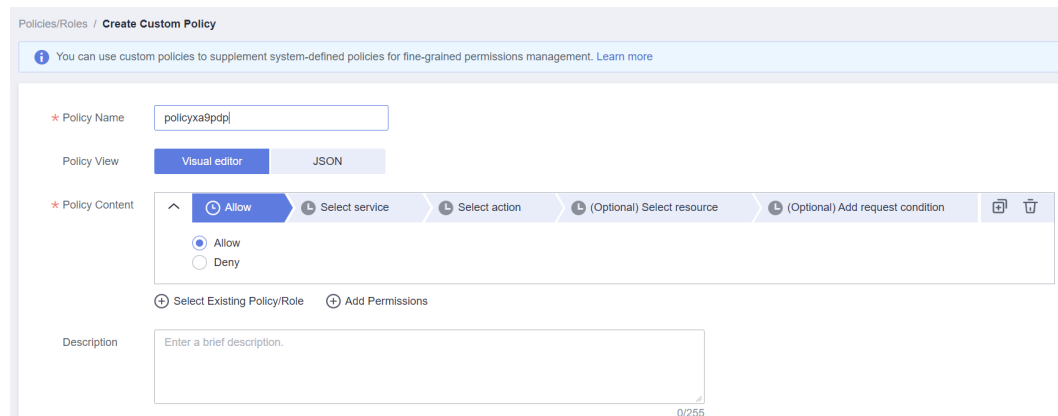 Policies/Roles / Create Custom Policy
You can use custom policies to supplement system-defined policies for fine-grained permissions management. Learn more
* Policy Name policyxa9pdp
Policy View Visual editor JSON
* Policy Content Allow Select service Select action (Optional) Select resource (Optional) Add request condition
Allow
Deny
Select Existing Policy/Role Add Permissions
Description Enter a brief description.
0/255